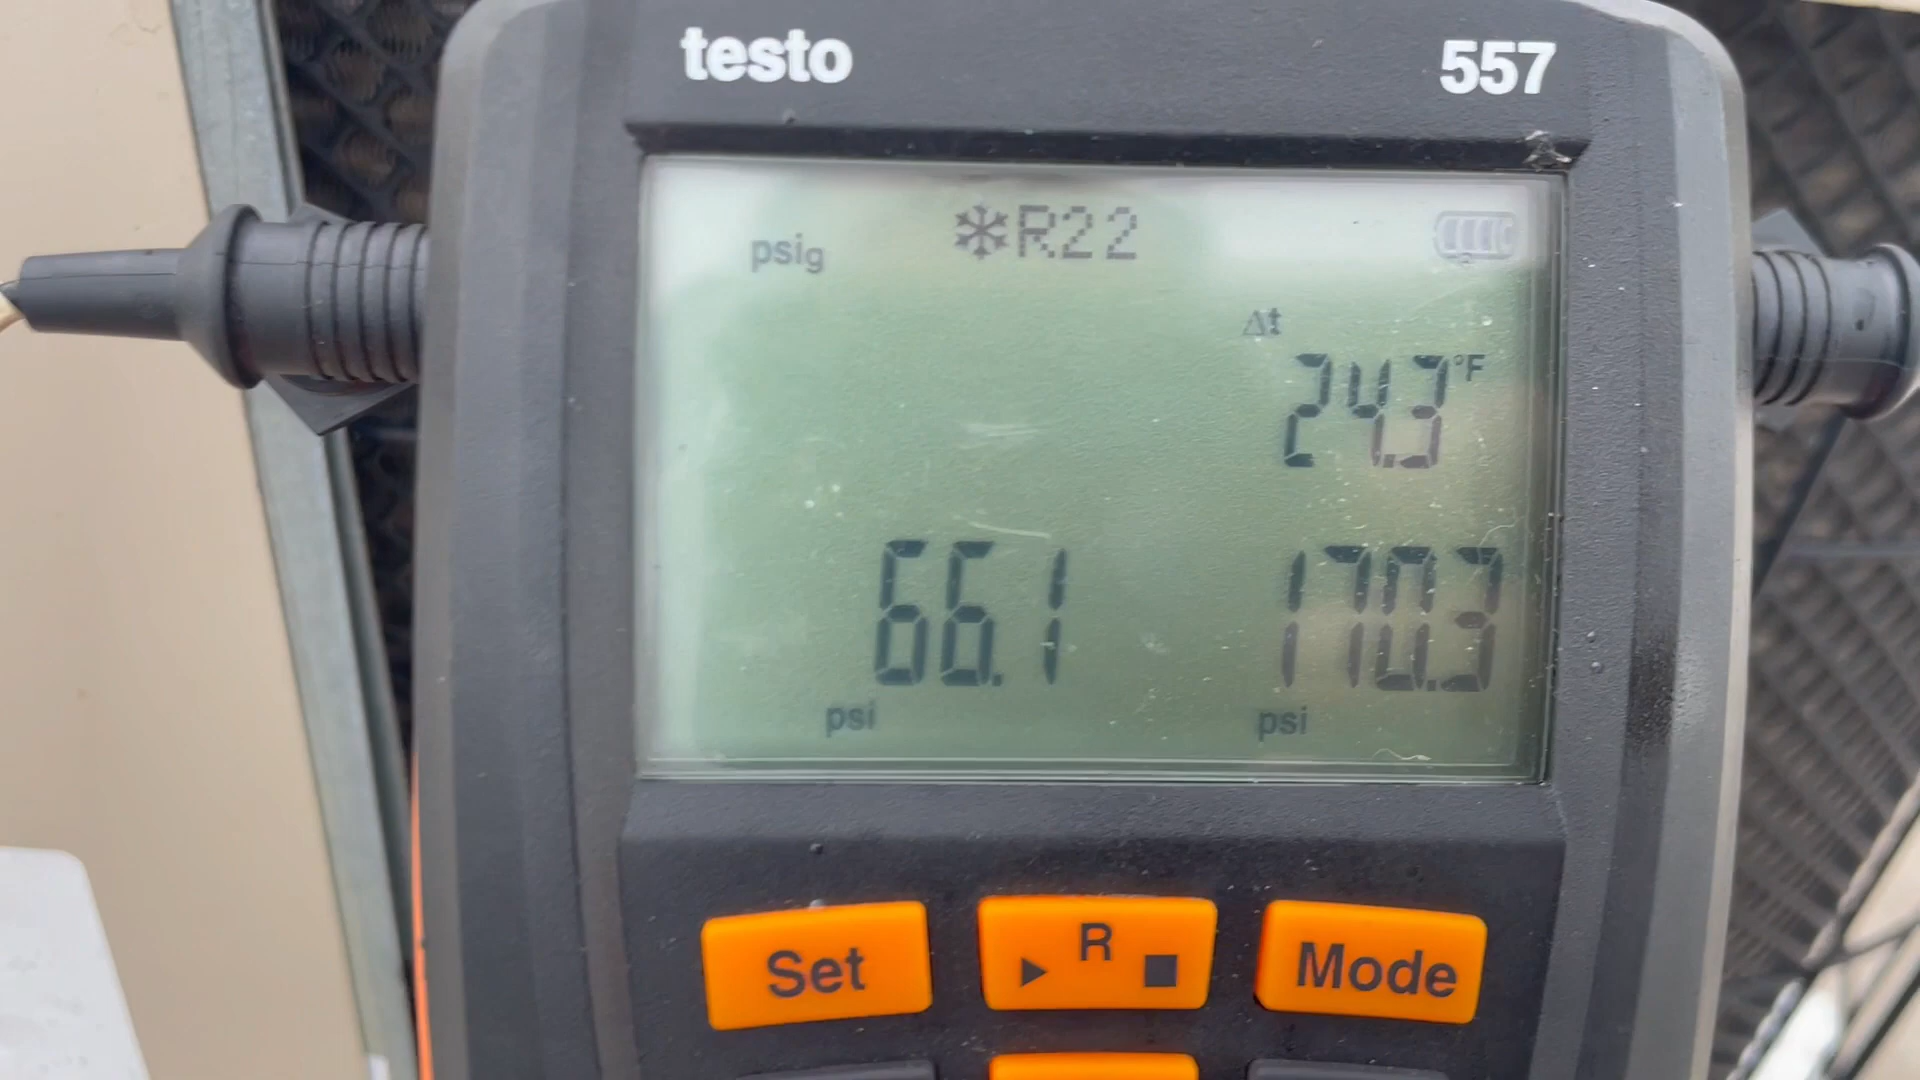 testo 557
psig ❄R22
Δt
24.3 °F
66.1 170.3
psi psi
Set ▶ R ■ Mode